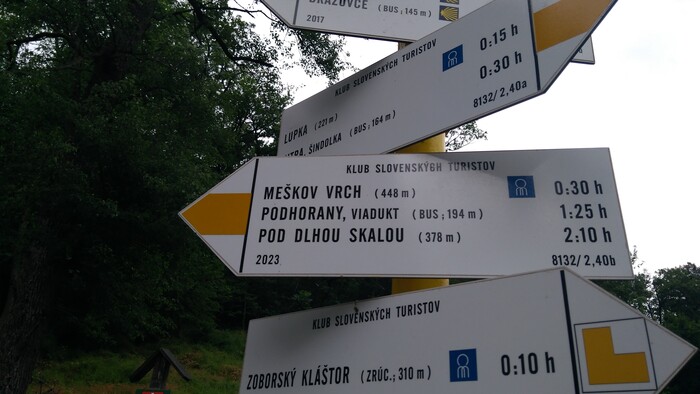 DRAŽOVCE (BUS; 145 m)
2017
KLUB SLOVENSKÝCH TURISTOV
LUPKA (221 m) 0:15 h
ŠINDOLKA (BUS; 164 m) 0:30 h
8132/2,40a
KLUB SLOVENSKÝCH TURISTOV
MEŠKOV VRCH (448 m) 0:30 h
PODHORANY, VIADUKT (BUS; 194 m) 1:25 h
POD DLHOU SKALOU (378 m) 2:10 h
2023 8132/2,40b
KLUB SLOVENSKÝCH TURISTOV
ZOBORSKÝ KLÁŠTOR (ZRÚC.; 310 m) 0:10 h